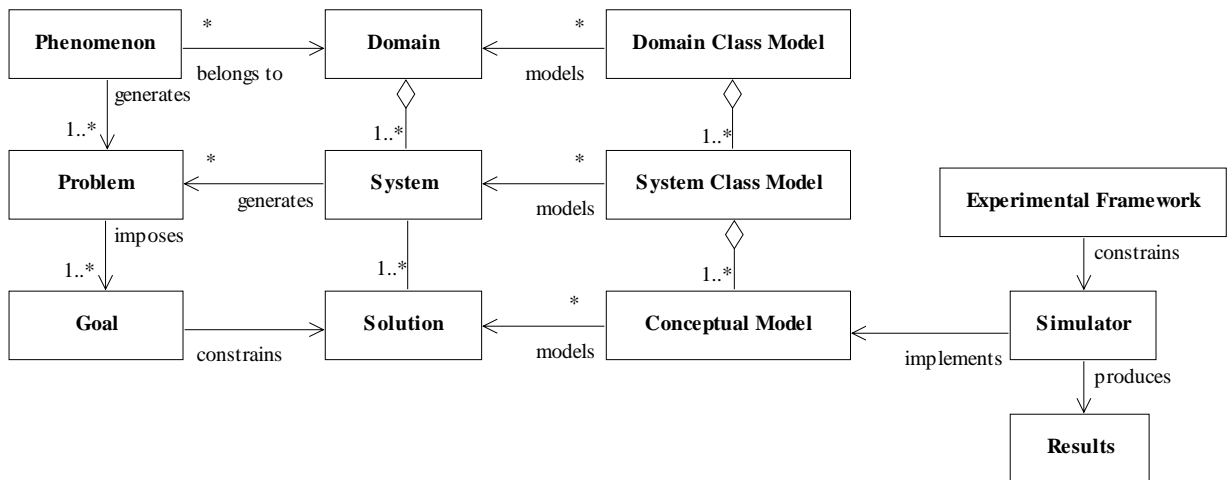 Phenomenon
*
belongs to
Domain
*
models
Domain Class Model
generates
1..*
1..*
1..*
Problem
*
generates
System
*
models
System Class Model
Experimental Framework
imposes
1..*
1..*
1..*
constrains
Goal
constrains
Solution
*
models
Conceptual Model
implements
Simulator
produces
Results